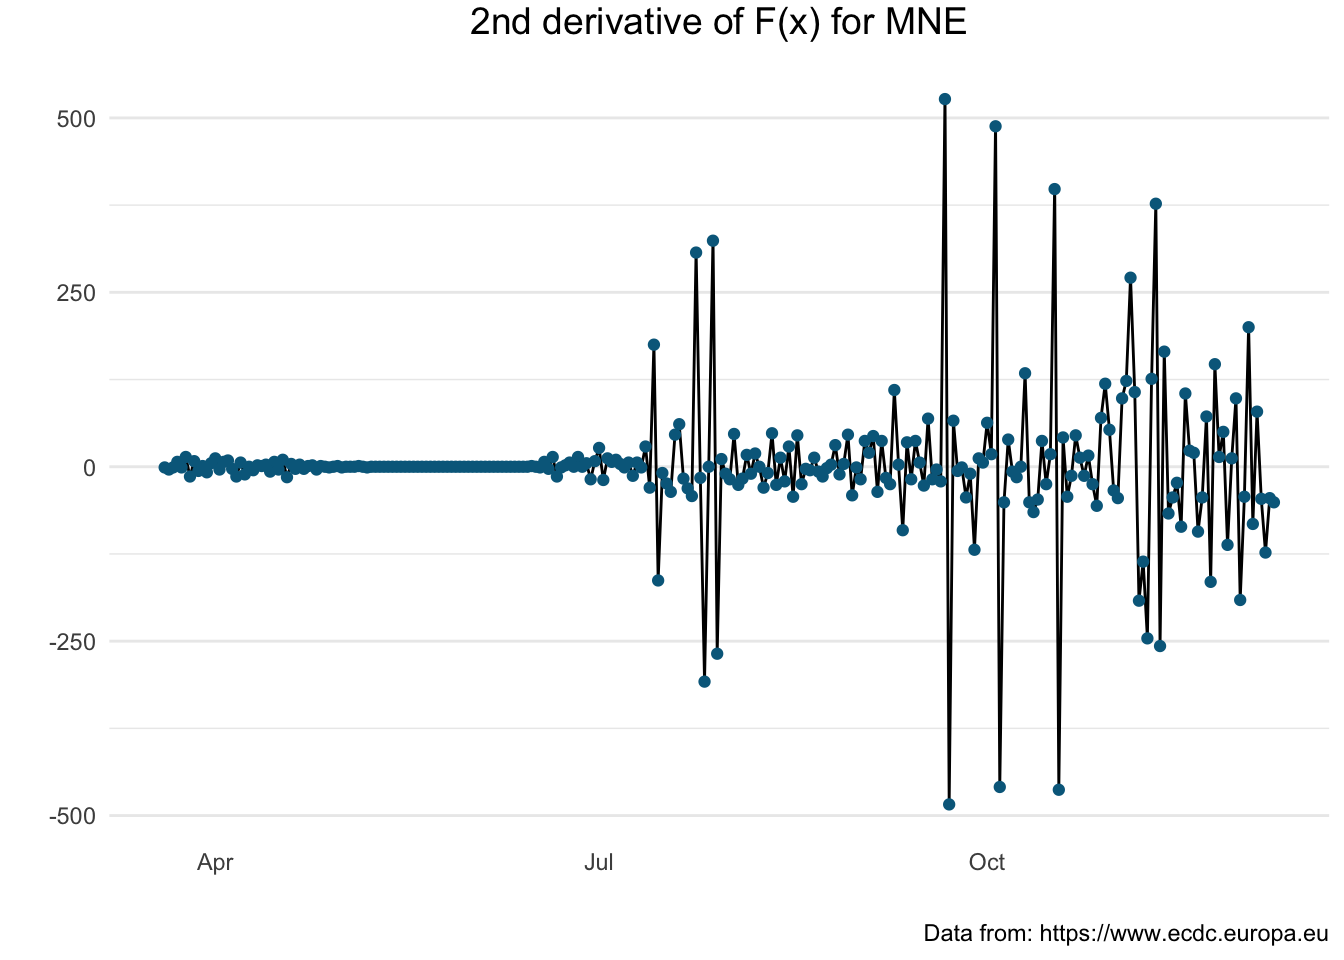 2nd derivative of F(x) for MNE
500
250
0
-250
-500
Apr Jul Oct
Data from: https://www.ecdc.europa.eu